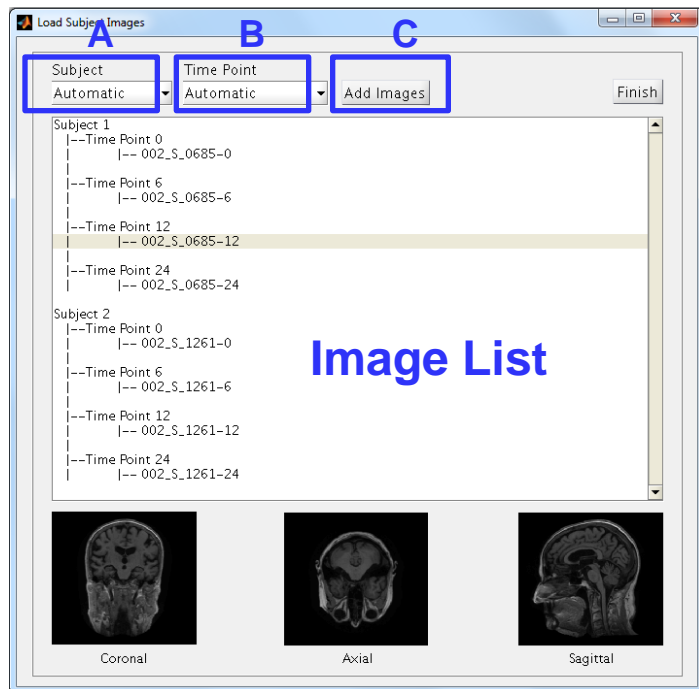 Load Subject Images
A B C
Subject Time Point
Automatic Automatic Add Images Finish
Subject 1
|--Time Point 0
| |-- 002_S_0685-0
|
|--Time Point 6
| |-- 002_S_0685-6
|
|--Time Point 12
| |-- 002_S_0685-12
|
|--Time Point 24
| |-- 002_S_0685-24
Subject 2
|--Time Point 0
| |-- 002_S_1261-0
|
|--Time Point 6
| |-- 002_S_1261-6
|
|--Time Point 12
| |-- 002_S_1261-12
|
|--Time Point 24
| |-- 002_S_1261-24
Image List
Coronal Axial Sagittal